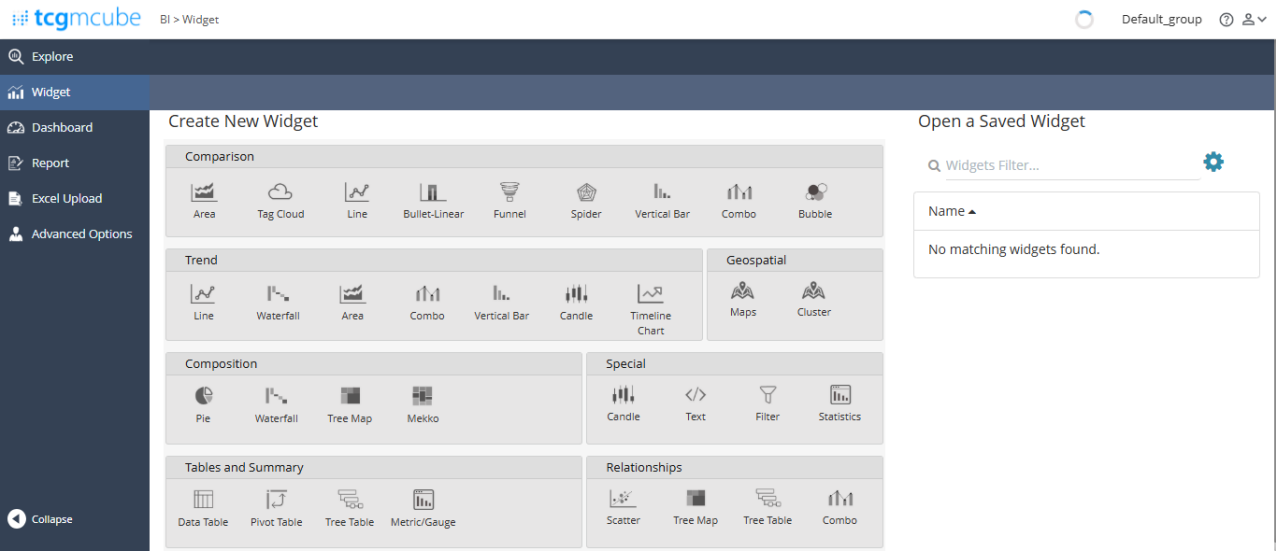 tcgmcube BI > Widget Default_group
Explore
Widget
Dashboard
Report
Excel Upload
Advanced Options
Collapse
Create New Widget
Comparison
Area Tag Cloud Line Bullet-Linear Funnel Spider Vertical Bar Combo Bubble
Trend
Line Waterfall Area Combo Vertical Bar Candle Timeline
Chart
Geospatial
Maps Cluster
Composition
Pie Waterfall Tree Map Mekko
Special
Candle Text Filter Statistics
Tables and Summary
Data Table Pivot Table Tree Table Metric/Gauge
Relationships
Scatter Tree Map Tree Table Combo
Open a Saved Widget
Widgets Filter...
Name
No matching widgets found.